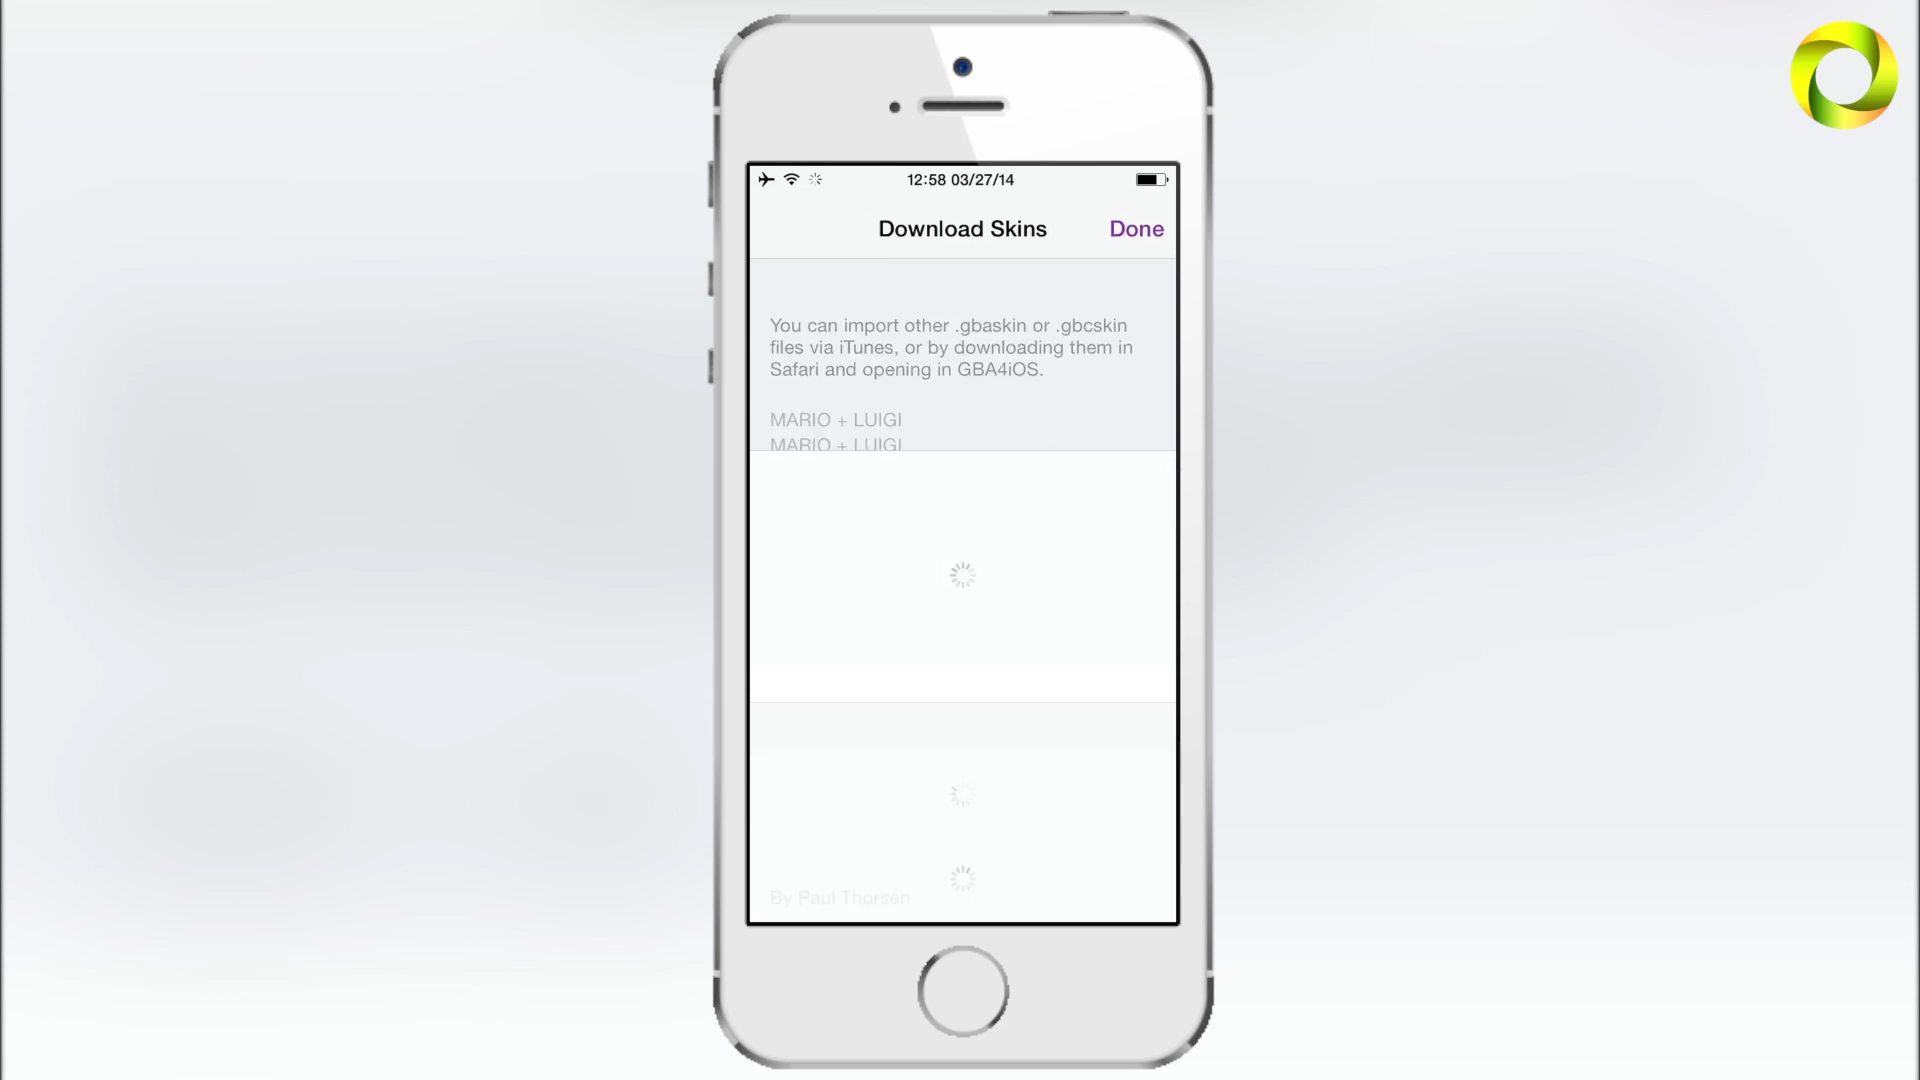 12:58 03/27/14
Download Skins
Done
You can import other .gbaskin or .gbcskin
files via iTunes, or by downloading them in
Safari and opening in GBA4iOS.
MARIO + LUIGI
MARIO + LUIGI
By Paul Thorsen